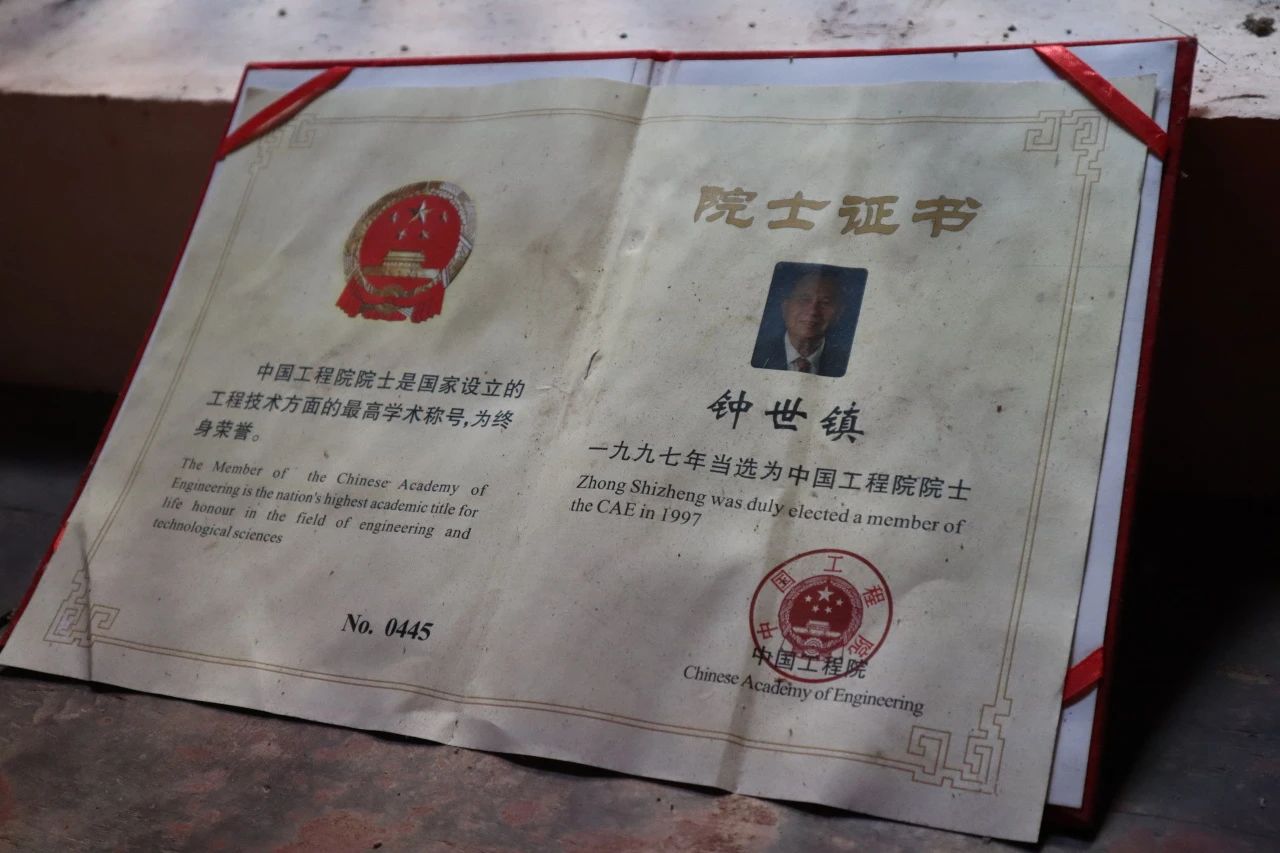 中国工程院院士是国家设立的
工程技术方面的最高学术称号,为终
身荣誉。
The Member of the Chinese Academy of
Engineering is the nation's highest academic title for
life honour in the field of engineering and
technological sciences
No. 0445
院士证书
钟世镇
一九九七年当选为中国工程院院士
Zhong Shizheng was duly elected a member of
the CAE in 1997
中国工程院
中国工程院
Chinese Academy of Engineering